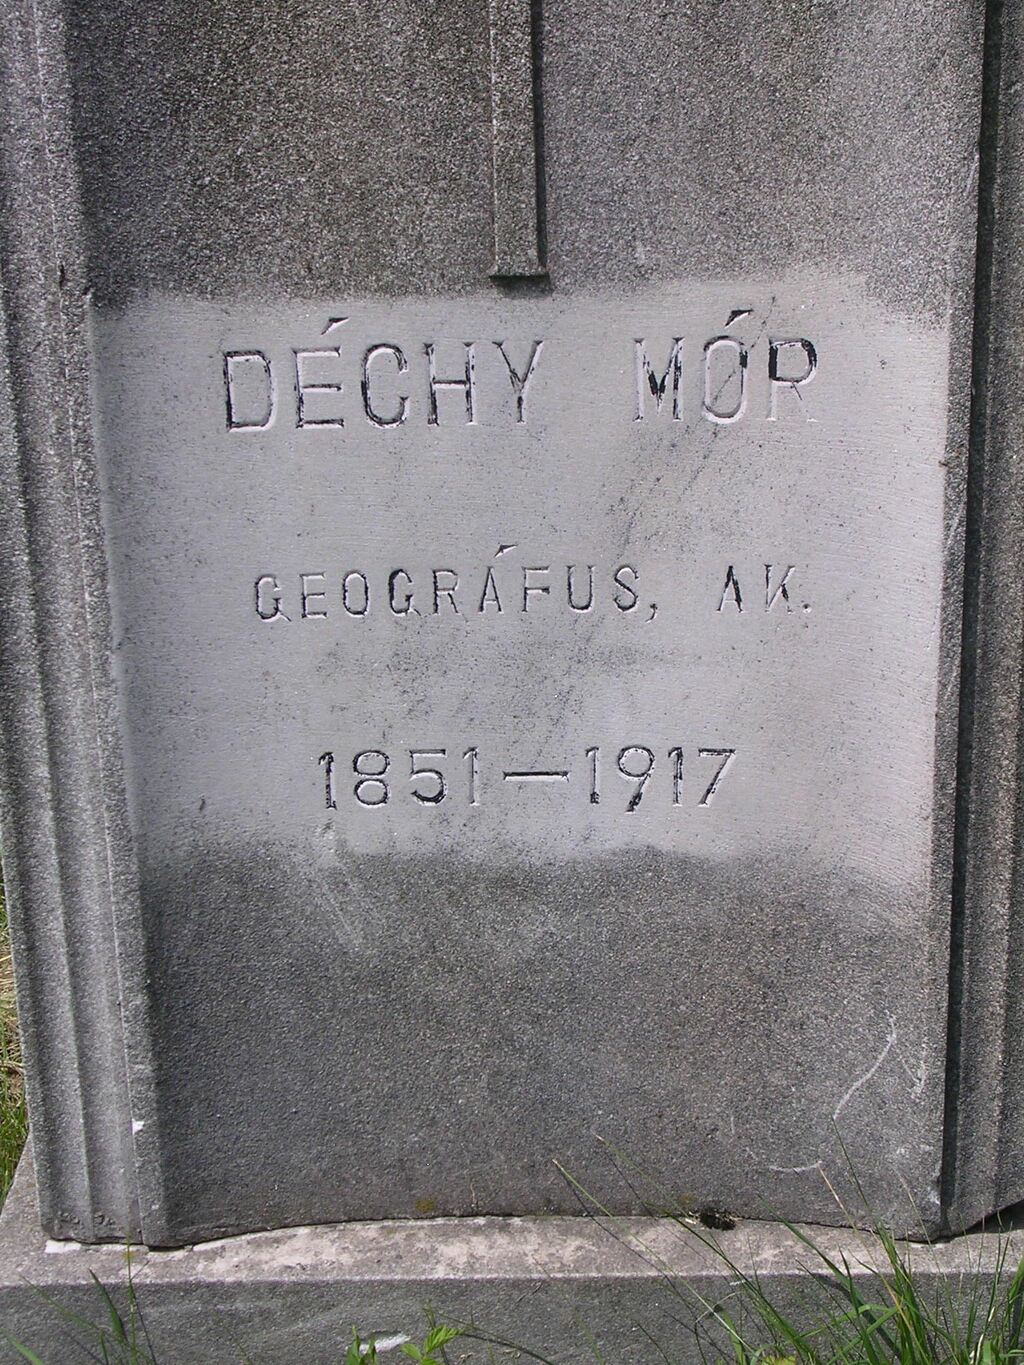 DÉCHY MÓR
GEOGRÁFUS, AK.
1851–1917